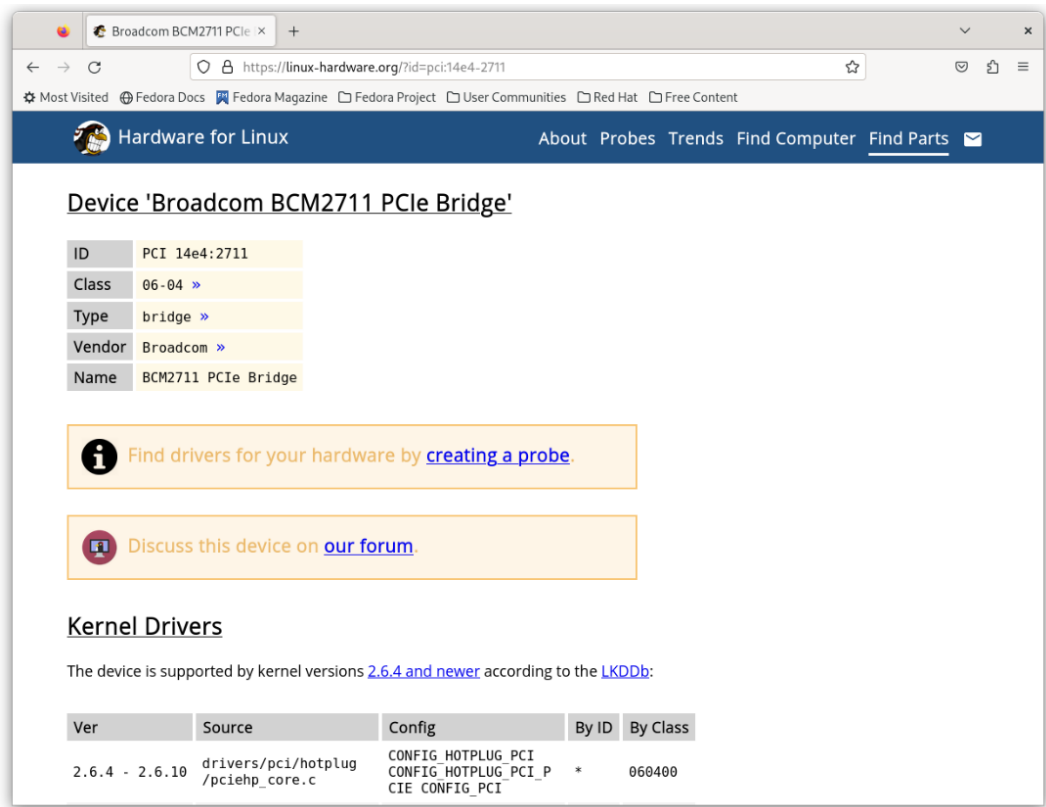 Broadcom BCM2711 PCIe
https://linux-hardware.org/?id=pci:14e4-2711
Most Visited Fedora Docs Fedora Magazine Fedora Project User Communities Red Hat Free Content
Hardware for Linux About Probes Trends Find Computer Find Parts
Device 'Broadcom BCM2711 PCIe Bridge'
ID PCI 14e4:2711
Class 06-04 »
Type bridge »
Vendor Broadcom »
Name BCM2711 PCIe Bridge
Find drivers for your hardware by creating a probe.
Discuss this device on our forum.
Kernel Drivers
The device is supported by kernel versions 2.6.4 and newer according to the LKDDb:
Ver Source Config By ID By Class
2.6.4 - 2.6.10 drivers/pci/hotplug
/pciehp_core.c CONFIG_HOTPLUG_PCI
CONFIG_HOTPLUG_PCI_P
CIE CONFIG_PCI * 060400